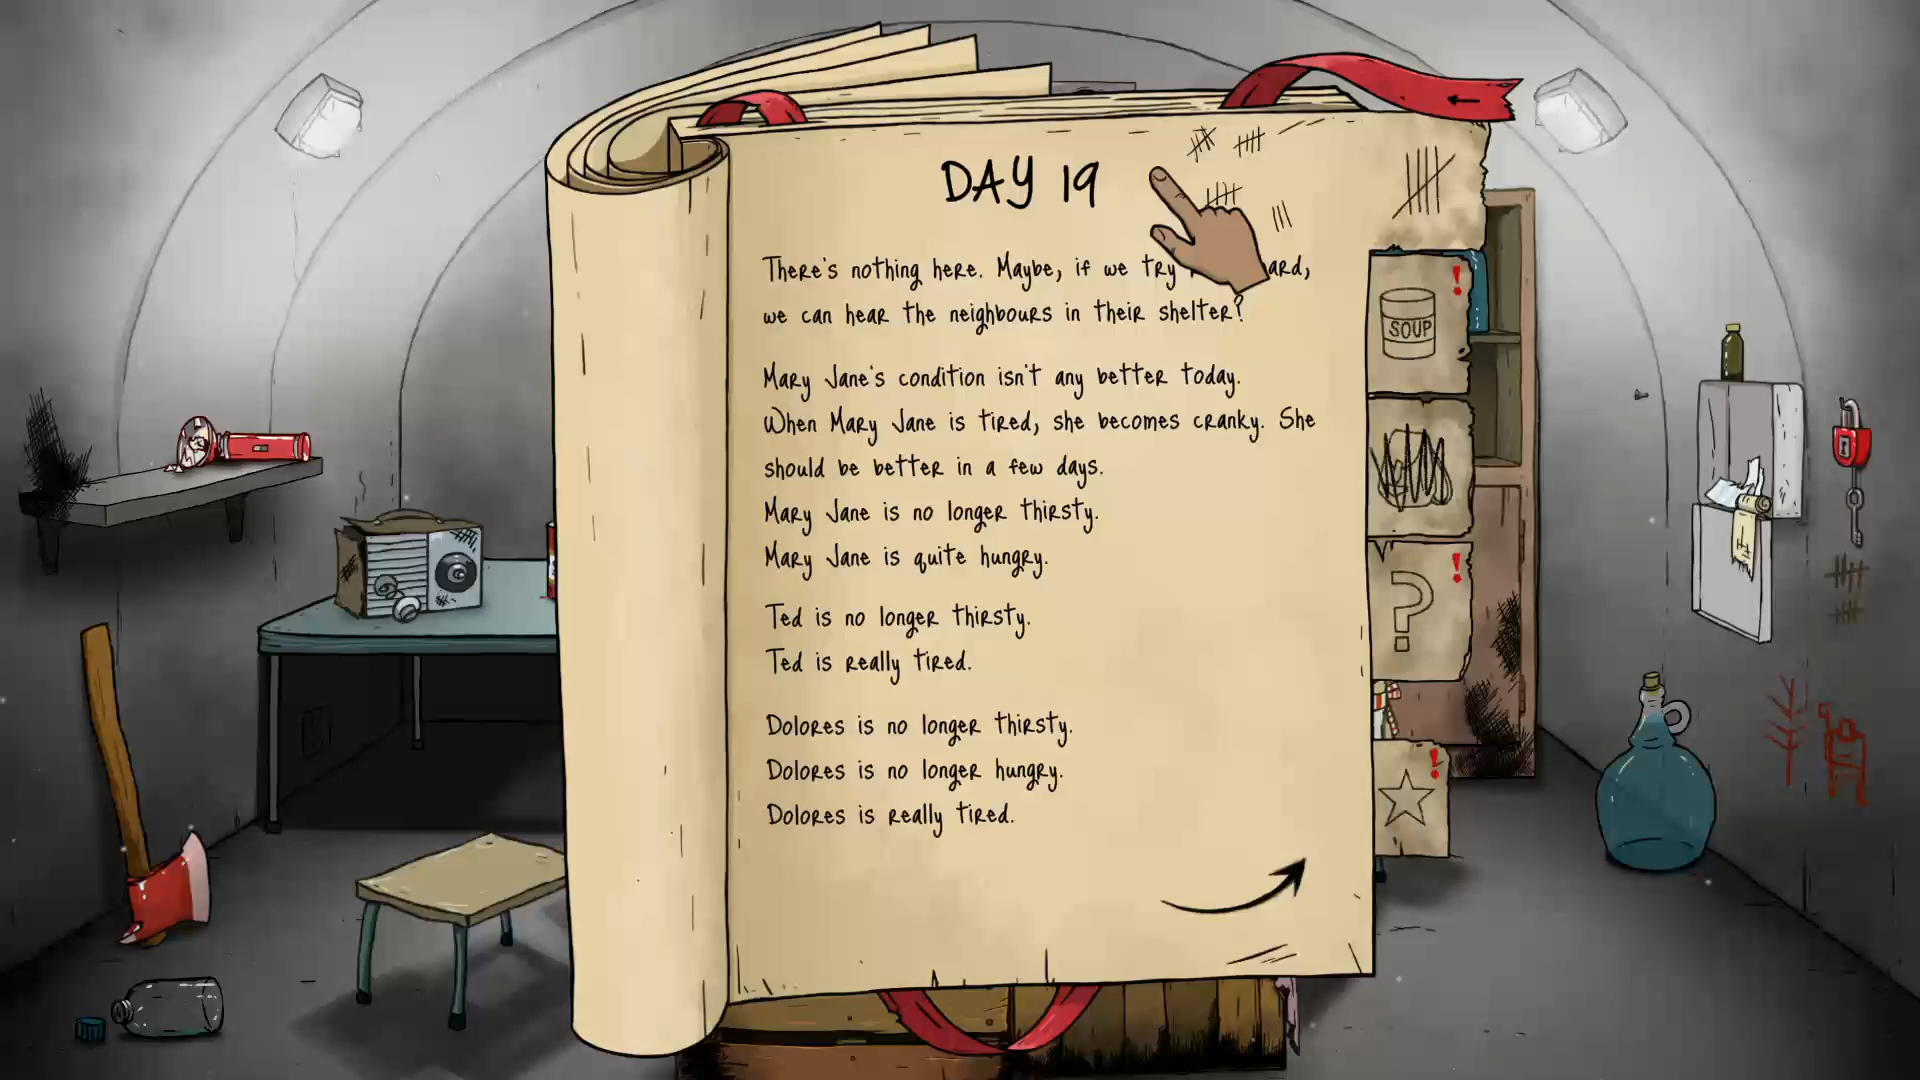 DAY 19
There's nothing here. Maybe, if we try ard,
we can hear the neighbours in their shelter?
Mary Jane's condition isn't any better today.
When Mary Jane is tired, she becomes cranky. She
should be better in a few days.
Mary Jane is no longer thirsty.
Mary Jane is quite hungry.
Ted is no longer thirsty.
Ted is really tired.
Dolores is no longer thirsty.
Dolores is no longer hungry.
Dolores is really tired.
!
SOUP
!
?
!